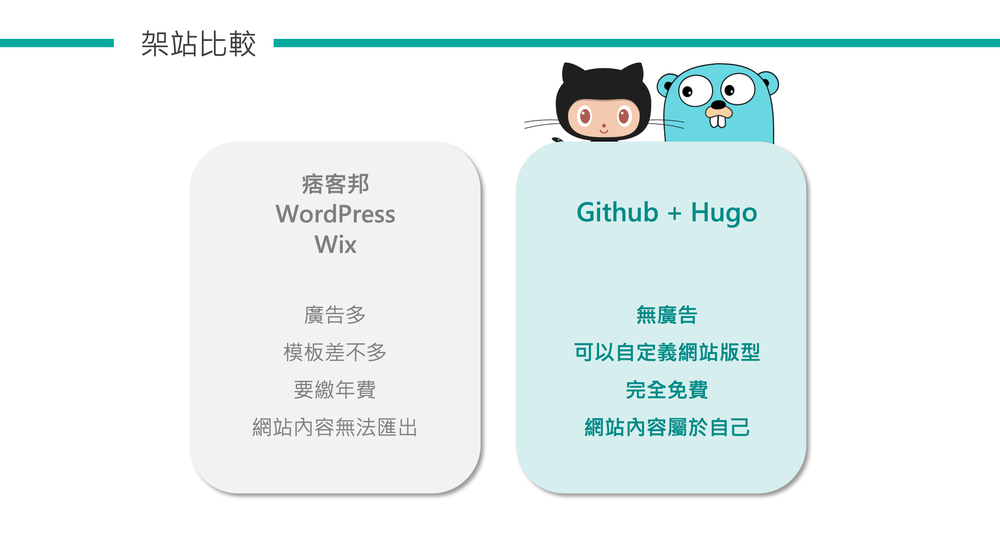 架站比較
痞客邦
WordPress
Wix
廣告多
模板差不多
要繳年費
網站內容無法匯出
Github + Hugo
無廣告
可以自定義網站版型
完全免費
網站內容屬於自己